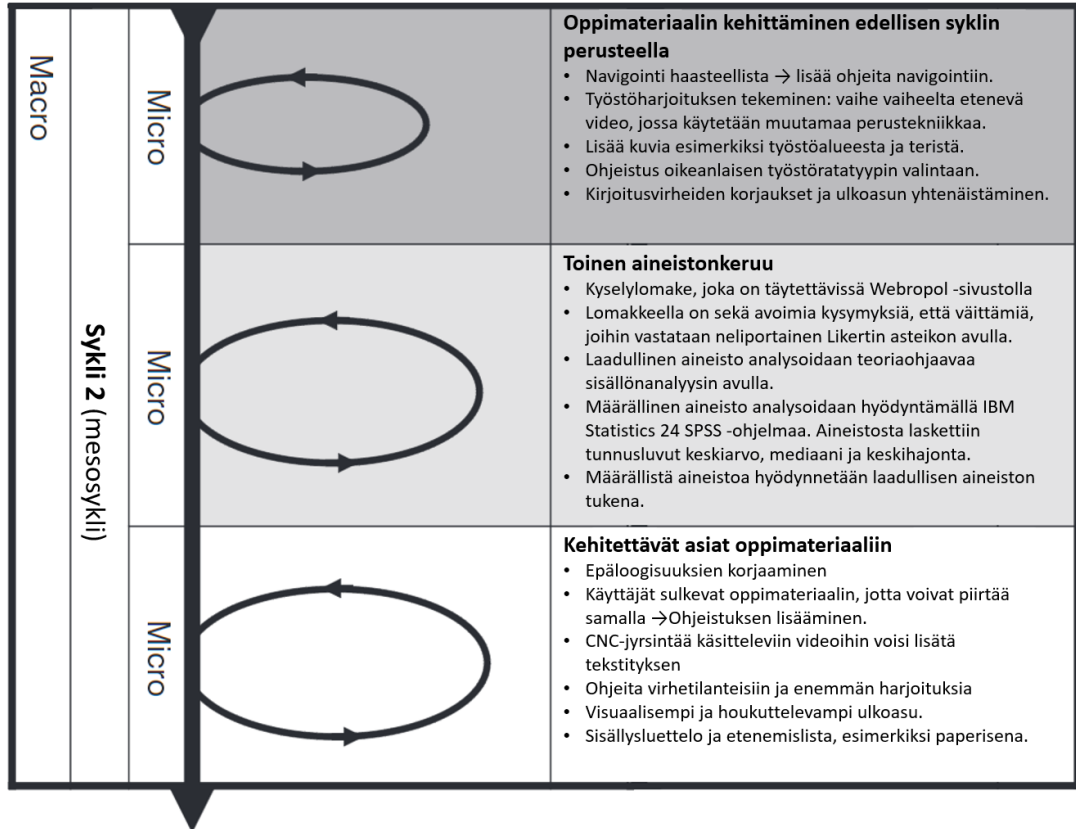 Macro
Sykli 2 (mesosykli)
Micro
Oppimateriaalin kehittäminen edellisen syklin
perusteella
• Navigointi haasteellista → lisää ohjeita navigointiin.
• Työstöharjoituksen tekeminen: vaihe vaiheelta etenevä
video, jossa käytetään muutamaa perustekniikkaa.
• Lisää kuvia esimerkiksi työstöalueesta ja teristä.
• Ohjeistus oikeanlaisen työstöratatyypin valintaan.
• Kirjoitusvirheiden korjaukset ja ulkoasun yhtenäistäminen.
Micro
Toinen aineistonkeruu
• Kyselylomake, joka on täytettävissä Webropol -sivustolla
• Lomakkeella on sekä avoimia kysymyksiä, että väittämiä,
joihin vastataan neliportainen Likertin asteikon avulla.
• Laadullinen aineisto analysoidaan teoriaohjaavaa
sisällönanalyysin avulla.
• Määrällinen aineisto analysoidaan hyödyntämällä IBM
Statistics 24 SPSS -ohjelmaa. Aineistosta laskettiin
tunnusluvut keskiarvo, mediaani ja keskihajonta.
• Määrällistä aineistoa hyödynnetään laadullisen aineiston
tukena.
Micro
Kehitettävät asiat oppimateriaaliin
• Epäloogisuuksien korjaaminen
• Käyttäjät sulkevat oppimateriaalin, jotta voivat piirtää
samalla →Ohjeistuksen lisääminen.
• CNC-jyrsintää käsitteleviin videoihin voisi lisätä
tekstityksen
• Ohjeita virhetilanteisiin ja enemmän harjoituksia
• Visuaalisempi ja houkuttelevampi ulkoasu.
• Sisällysluettelo ja etenemislista, esimerkiksi paperisena.